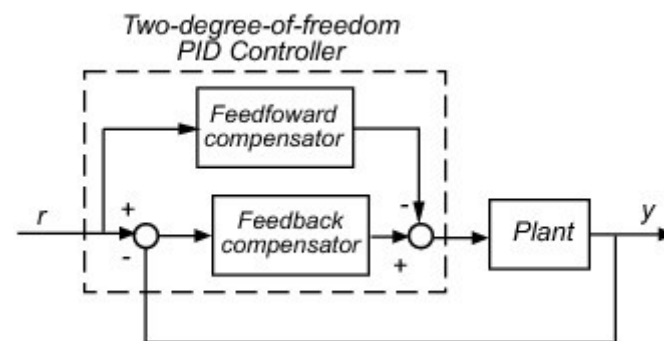 Two-degree-of-freedom
PID Controller
Feedfoward
compensator
r
+
-
Feedback
compensator
-
+
Plant
y